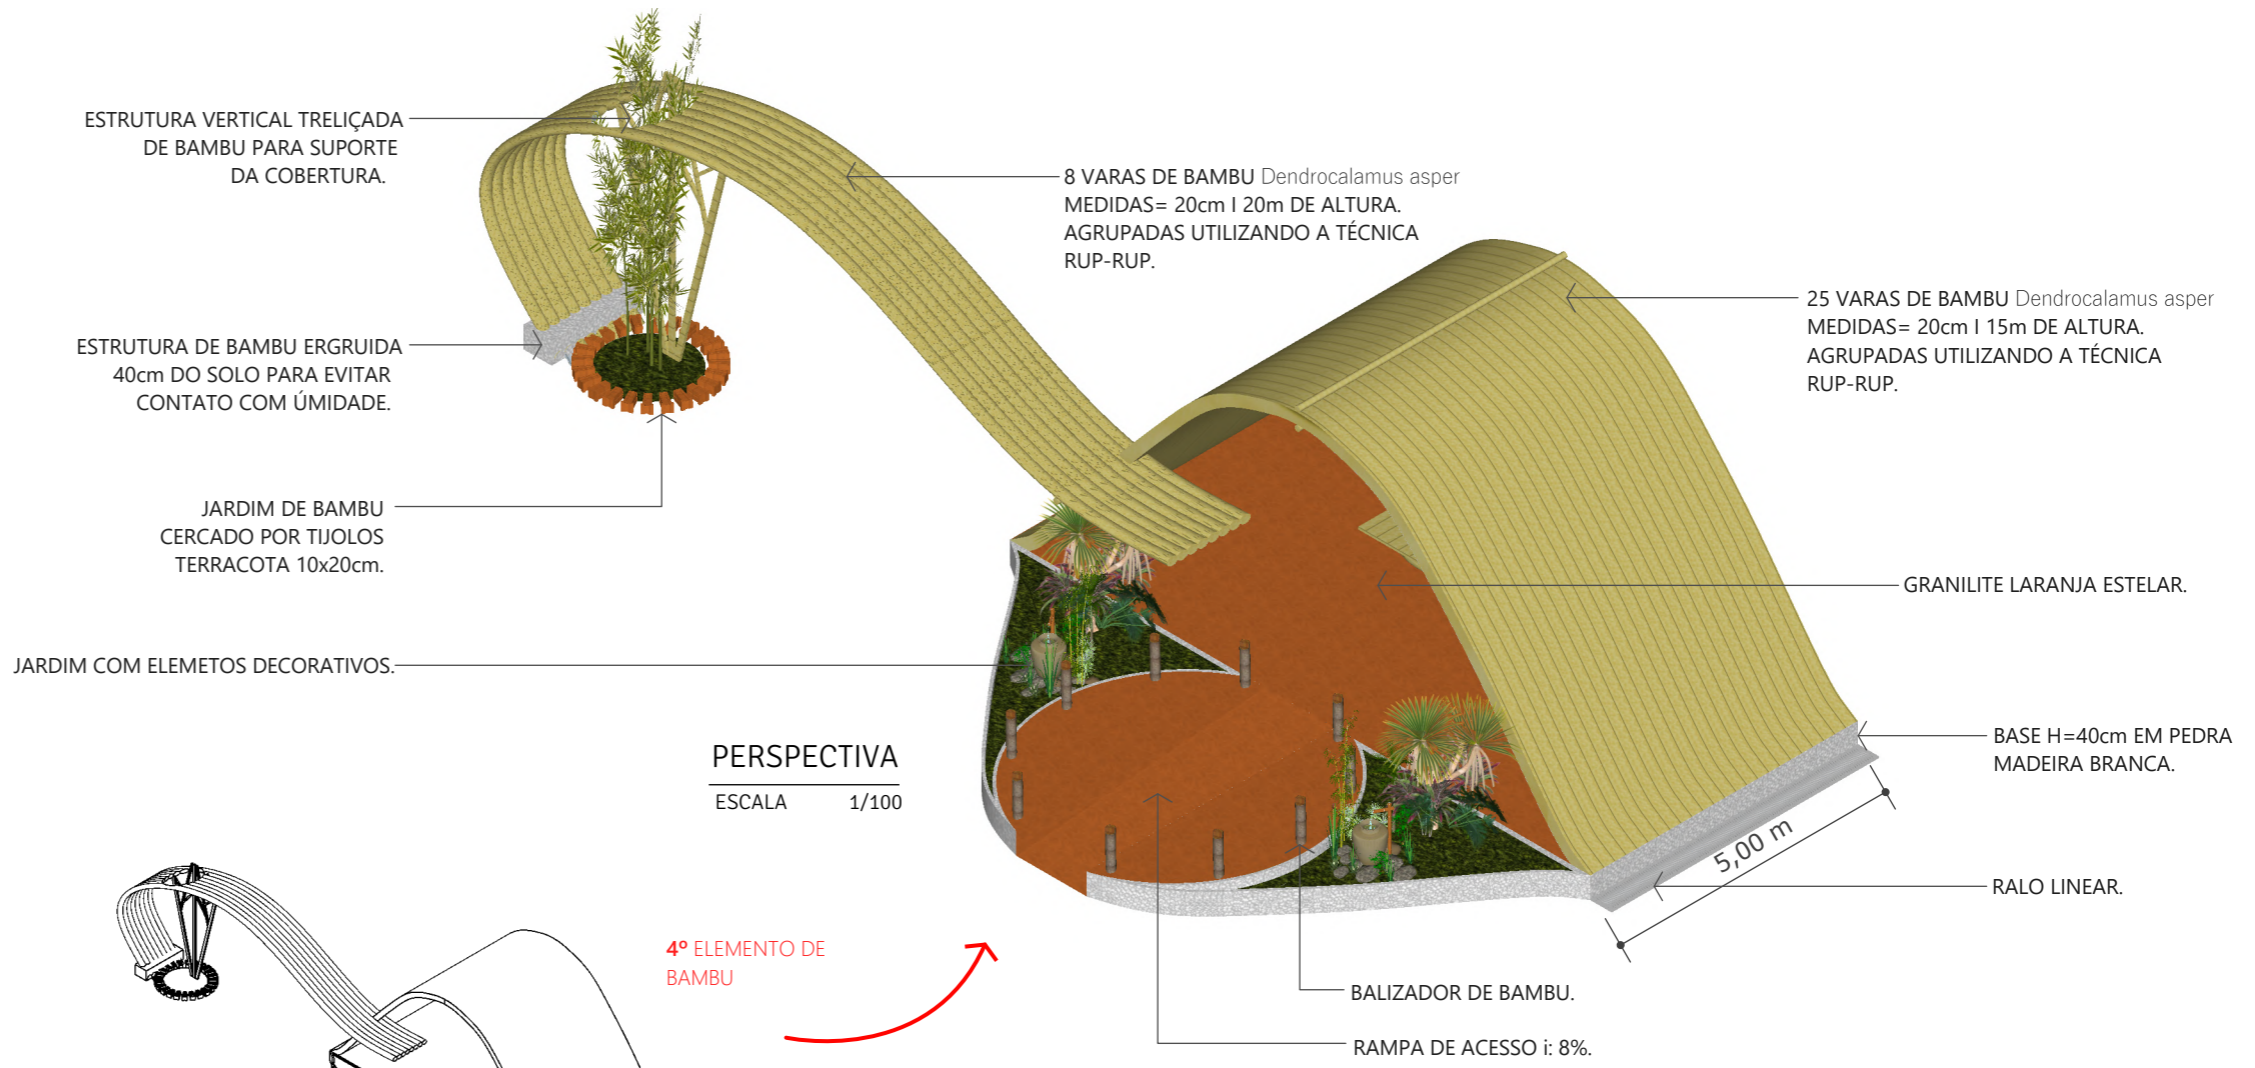 ESTRUTURA VERTICAL TRELIÇADA
DE BAMBU PARA SUPORTE
DA COBERTURA.
8 VARAS DE BAMBU Dendrocalamus asper
MEDIDAS= 20cm I 20m DE ALTURA.
AGRUPADAS UTILIZANDO A TÉCNICA
RUP-RUP.
25 VARAS DE BAMBU Dendrocalamus asper
MEDIDAS= 20cm I 15m DE ALTURA.
AGRUPADAS UTILIZANDO A TÉCNICA
RUP-RUP.
ESTRUTURA DE BAMBU ERGRUIDA
40cm DO SOLO PARA EVITAR
CONTATO COM ÚMIDADE.
JARDIM DE BAMBU
CERCADO POR TIJOLOS
TERRACOTA 10x20cm.
GRANILITE LARANJA ESTELAR.
JARDIM COM ELEMETOS DECORATIVOS.
PERSPECTIVA
ESCALA 1/100
BASE H=40cm EM PEDRA
MADEIRA BRANCA.
5,00 m
RALO LINEAR.
4º ELEMENTO DE
BAMBU
BALIZADOR DE BAMBU.
RAMPA DE ACESSO i: 8%.